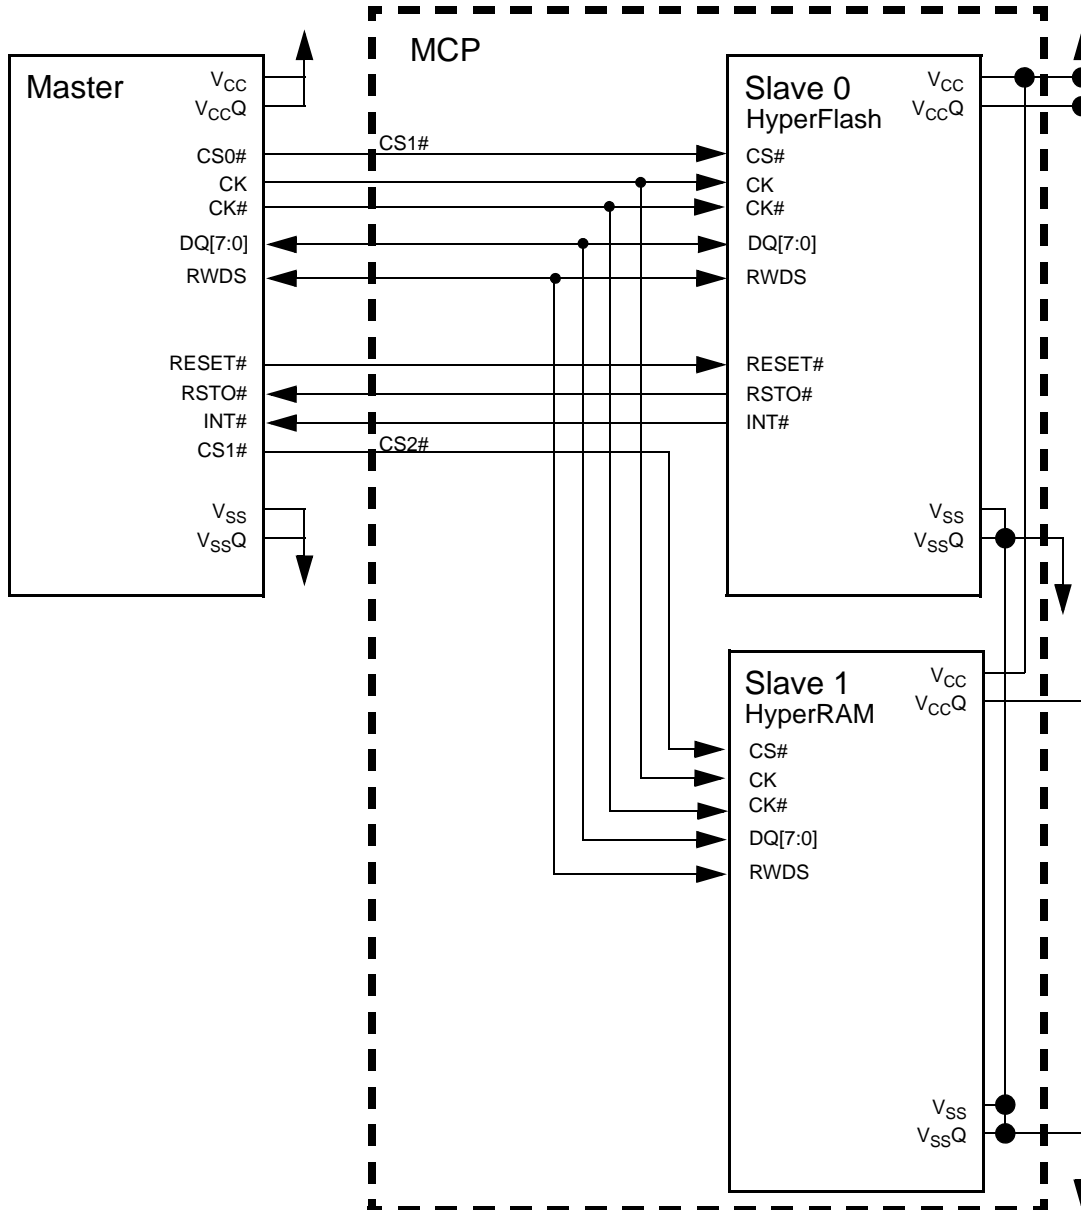 MCP
Master
VCC
VCCQ
CS0#
CK
CK#
DQ[7:0]
RWDS
RESET#
RSTO#
INT#
CS1#
VSS
VSSQ
CS1#
CS2#
Slave 0
HyperFlash
VCC
VCCQ
CS#
CK
CK#
DQ[7:0]
RWDS
RESET#
RSTO#
INT#
VSS
VSSQ
Slave 1
HyperRAM
VCC
VCCQ
CS#
CK
CK#
DQ[7:0]
RWDS
VSS
VSSQ